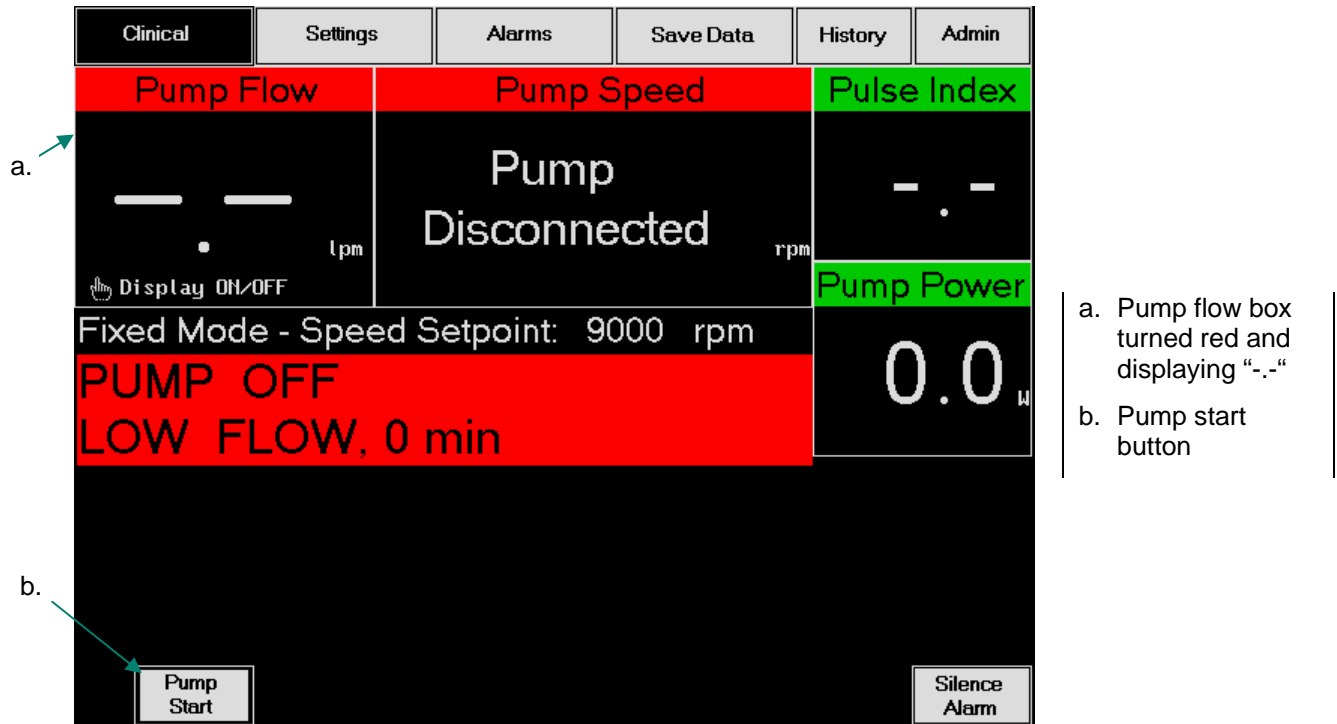 Clinical
Settings
Alarms
Save Data
History
Admin
Pump Flow
Pump Speed
Pulse Index
a.
— —
.
lpm
Display ON/OFF
Pump
Disconnected
rpm
- -
.
Pump Power
0.0 W
Fixed Mode - Speed Setpoint: 9000 rpm
PUMP OFF
LOW FLOW, 0 min
b.
Pump
Start
Silence
Alarm
a. Pump flow box
turned red and
displaying “-.-“
b. Pump start
button